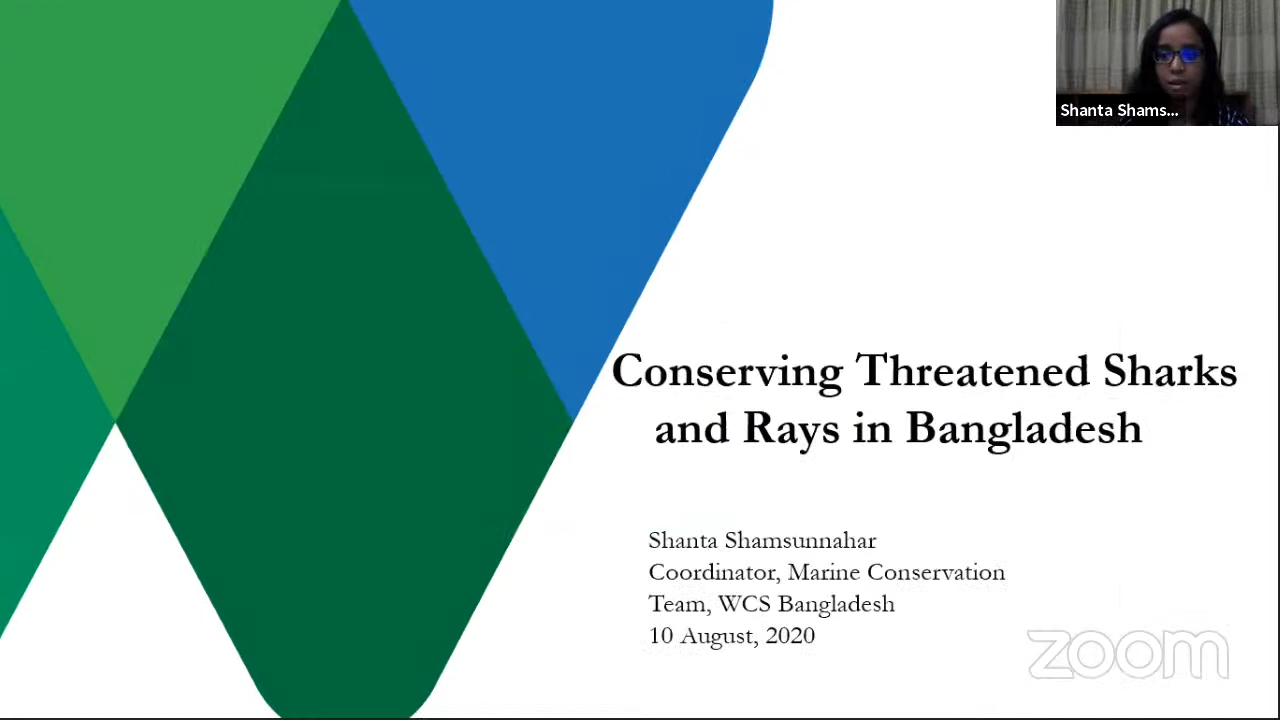 Shanta Shams...
Conserving Threatened Sharks
and Rays in Bangladesh
Shanta Shamsunnahar
Coordinator, Marine Conservation
Team, WCS Bangladesh
10 August, 2020
zoom